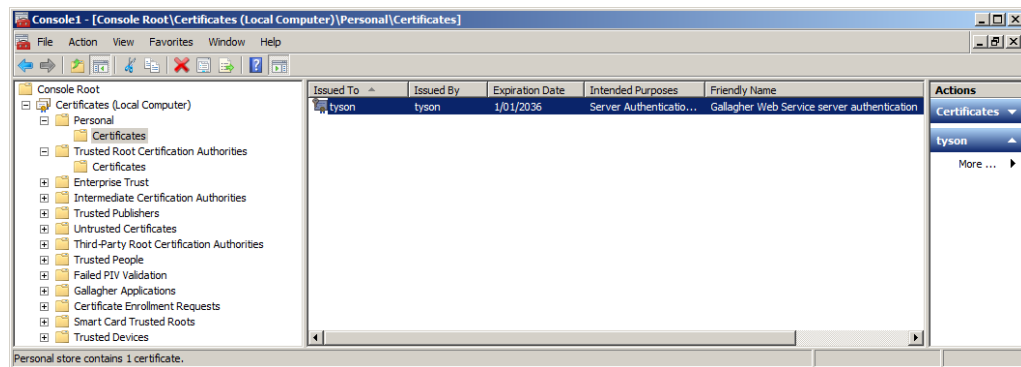 Console1 - [Console Root\Certificates (Local Computer)\Personal\Certificates]
File Action View Favorites Window Help
Console Root
Certificates (Local Computer)
Personal
Certificates
Trusted Root Certification Authorities
Certificates
Enterprise Trust
Intermediate Certification Authorities
Trusted Publishers
Untrusted Certificates
Third-Party Root Certification Authorities
Trusted People
Failed PIV Validation
Gallagher Applications
Certificate Enrollment Requests
Smart Card Trusted Roots
Trusted Devices
Issued To Issued By Expiration Date Intended Purposes Friendly Name
tyson tyson 1/01/2036 Server Authenticatio... Gallagher Web Service server authentication
Actions
Certificates
tyson
More ...
Personal store contains 1 certificate.